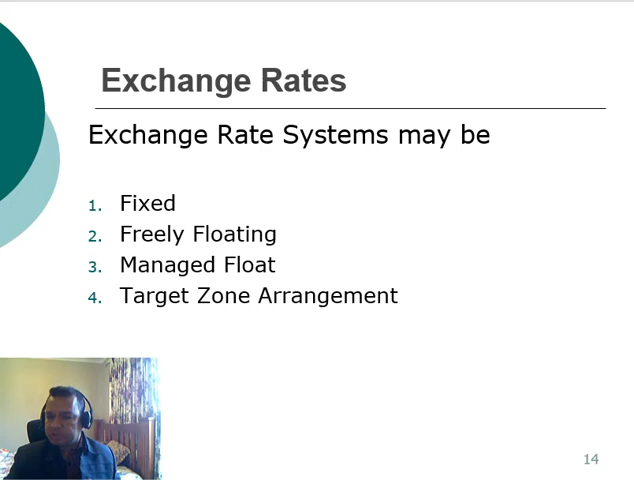 Exchange Rates
Exchange Rate Systems may be
1. Fixed
2. Freely Floating
3. Managed Float
4. Target Zone Arrangement
14